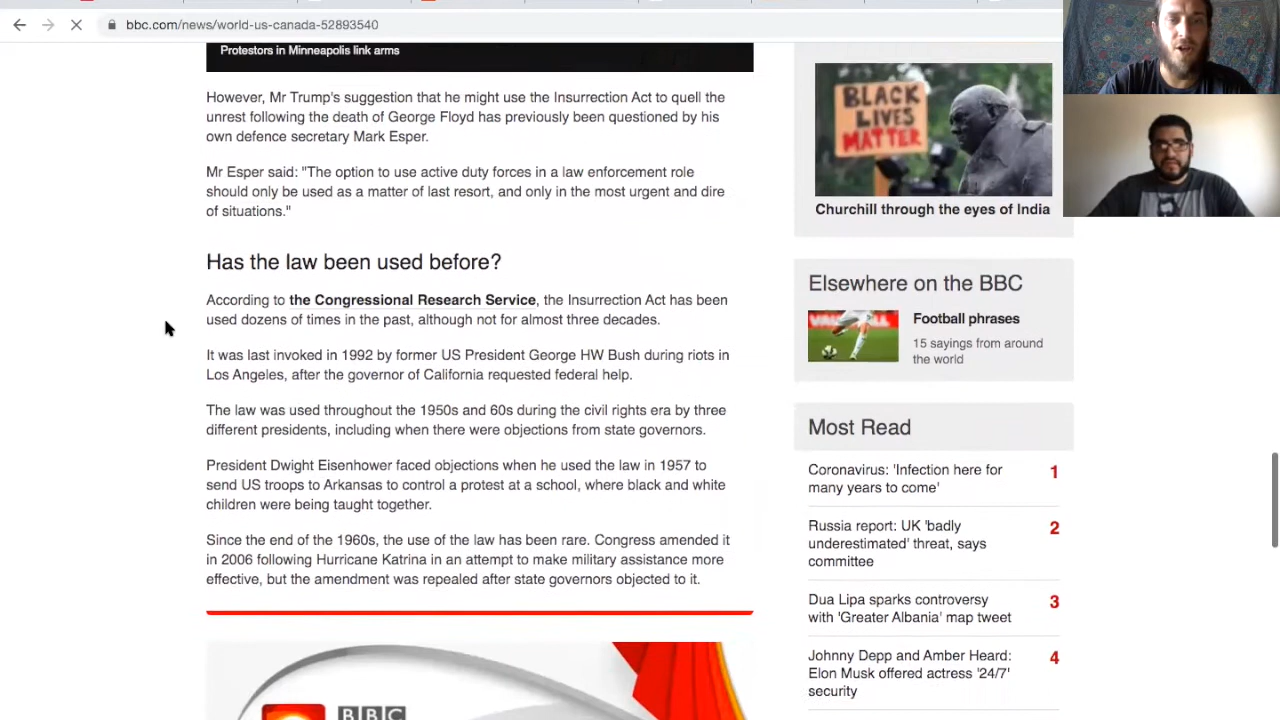 bbc.com/news/world-us-canada-52893540
Protestors in Minneapolis link arms
However, Mr Trump's suggestion that he might use the Insurrection Act to quell the
unrest following the death of George Floyd has previously been questioned by his
own defence secretary Mark Esper.
Mr Esper said: "The option to use active duty forces in a law enforcement role
should only be used as a matter of last resort, and only in the most urgent and dire
of situations."
Has the law been used before?
According to the Congressional Research Service, the Insurrection Act has been
used dozens of times in the past, although not for almost three decades.
It was last invoked in 1992 by former US President George HW Bush during riots in
Los Angeles, after the governor of California requested federal help.
The law was used throughout the 1950s and 60s during the civil rights era by three
different presidents, including when there were objections from state governors.
President Dwight Eisenhower faced objections when he used the law in 1957 to
send US troops to Arkansas to control a protest at a school, where black and white
children were being taught together.
Since the end of the 1960s, the use of the law has been rare. Congress amended it
in 2006 following Hurricane Katrina in an attempt to make military assistance more
effective, but the amendment was repealed after state governors objected to it.
BBC
BLACK
LIVES
MATTER
Churchill through the eyes of India
Elsewhere on the BBC
Football phrases
15 sayings from around
the world
Most Read
Coronavirus: 'Infection here for
many years to come'
1
Russia report: UK 'badly
underestimated' threat, says
committee
2
Dua Lipa sparks controversy
with 'Greater Albania' map tweet
3
Johnny Depp and Amber Heard:
Elon Musk offered actress '24/7'
security
4